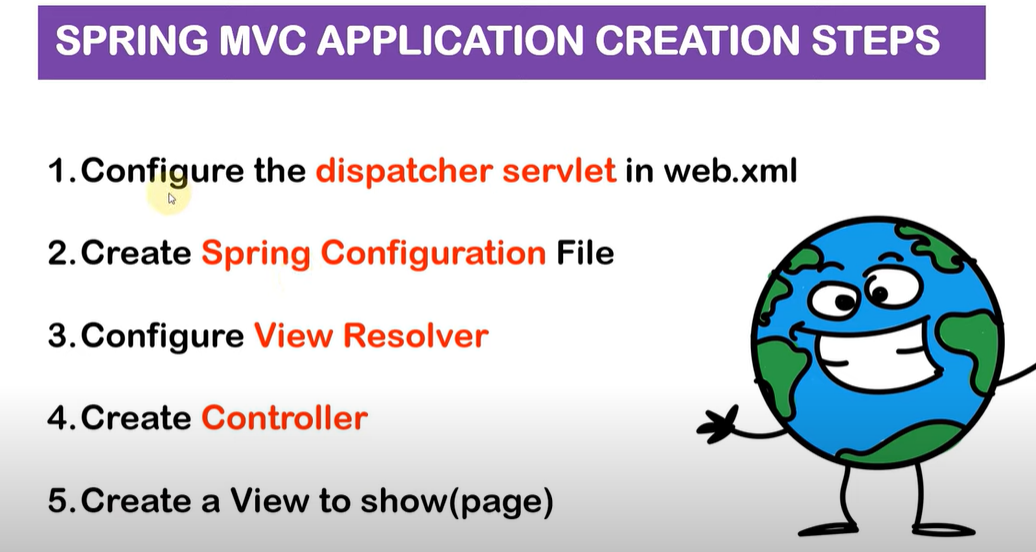 SPRING MVC APPLICATION CREATION STEPS
1.Configure the dispatcher servlet in web.xml
2.Create Spring Configuration File
3.Configure View Resolver
4.Create Controller
5.Create a View to show(page)